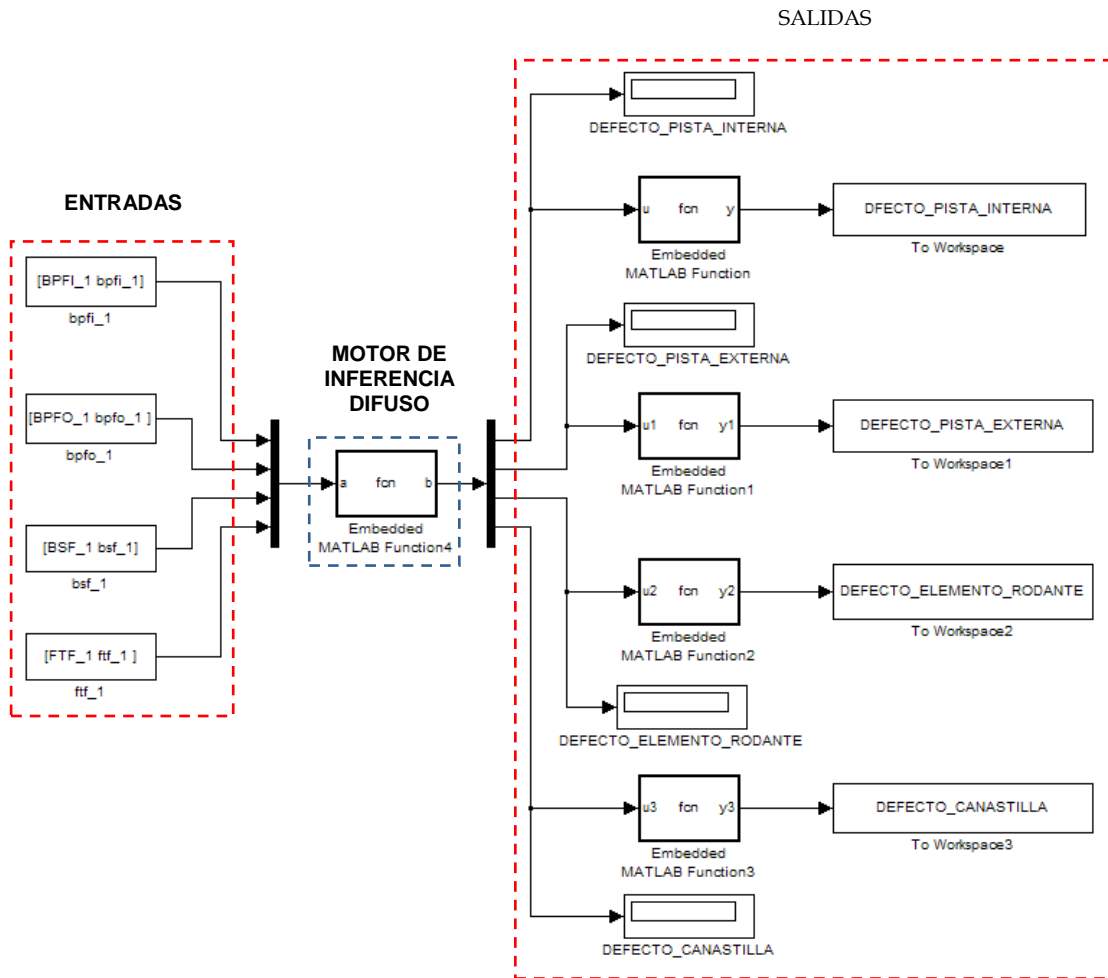 SALIDAS
ENTRADAS
[BPFI_1 bpfi_1]
bpfi_1
[BPFO_1 bpfo_1 ]
bpfo_1
[BSF_1 bsf_1]
bsf_1
[FTF_1 ftf_1 ]
ftf_1
MOTOR DE
INFERENCIA
DIFUSO
a fcn b
Embedded
MATLAB Function4
DEFECTO_PISTA_INTERNA
u fcn y
Embedded
MATLAB Function
DFECTO_PISTA_INTERNA
To Workspace
DEFECTO_PISTA_EXTERNA
u1 fcn y1
Embedded
MATLAB Function1
DEFECTO_PISTA_EXTERNA
To Workspace1
u2 fcn y2
Embedded
MATLAB Function2
DEFECTO_ELEMENTO_RODANTE
To Workspace2
DEFECTO_ELEMENTO_RODANTE
u3 fcn y3
Embedded
MATLAB Function3
DEFECTO_CANASTILLA
To Workspace3
DEFECTO_CANASTILLA